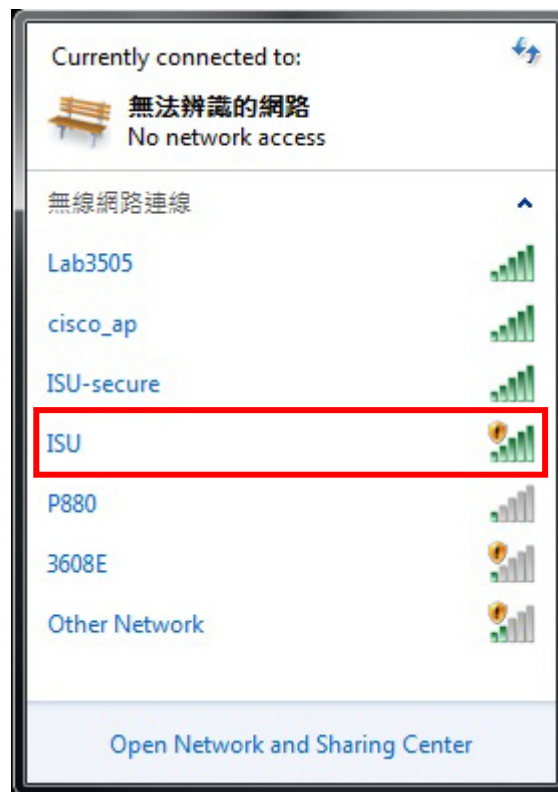 Currently connected to:
無法辨識的網路
No network access
無線網路連線
Lab3505
cisco_ap
ISU-secure
ISU
P880
3608E
Other Network
Open Network and Sharing Center